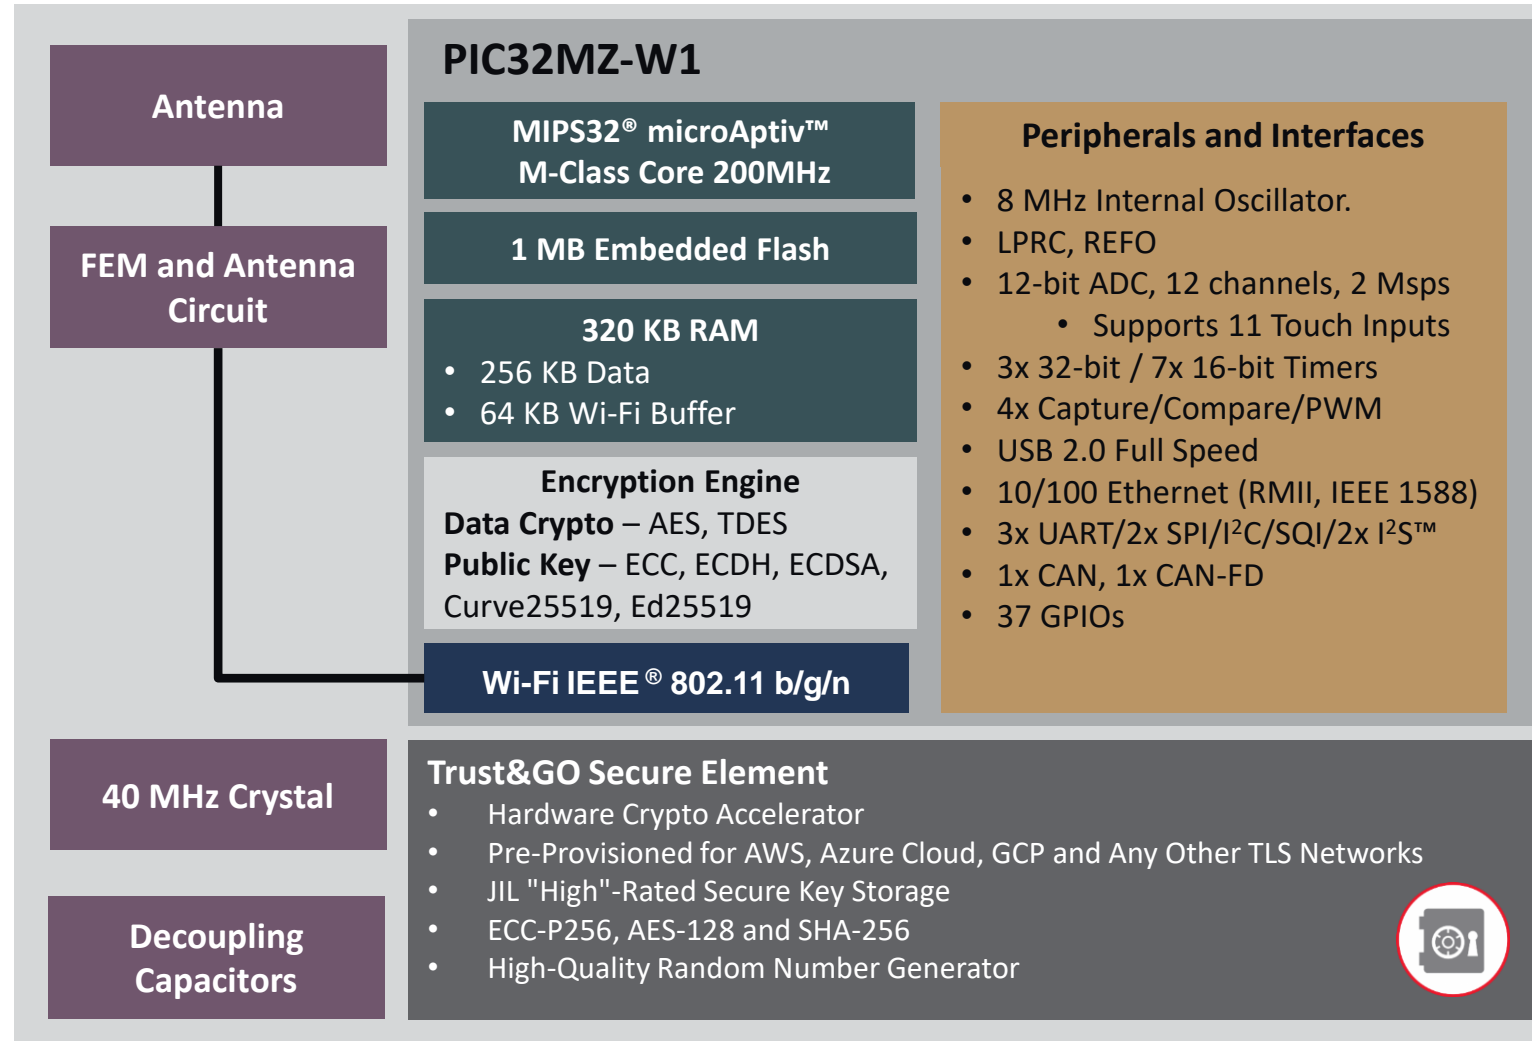 Antenna
FEM and Antenna
Circuit
40 MHz Crystal
Decoupling
Capacitors
PIC32MZ-W1
MIPS32® microAptiv™
M-Class Core 200MHz
1 MB Embedded Flash
320 KB RAM
• 256 KB Data
• 64 KB Wi-Fi Buffer
Encryption Engine
Data Crypto – AES, TDES
Public Key – ECC, ECDH, ECDSA,
Curve25519, Ed25519
Wi-Fi IEEE® 802.11 b/g/n
Peripherals and Interfaces
• 8 MHz Internal Oscillator.
• LPRC, REFO
• 12-bit ADC, 12 channels, 2 Msps
• Supports 11 Touch Inputs
• 3x 32-bit / 7x 16-bit Timers
• 4x Capture/Compare/PWM
• USB 2.0 Full Speed
• 10/100 Ethernet (RMII, IEEE 1588)
• 3x UART/2x SPI/I²C/SQI/2x I²S™
• 1x CAN, 1x CAN-FD
• 37 GPIOs
Trust&GO Secure Element
• Hardware Crypto Accelerator
• Pre-Provisioned for AWS, Azure Cloud, GCP and Any Other TLS Networks
• JIL "High"-Rated Secure Key Storage
• ECC-P256, AES-128 and SHA-256
• High-Quality Random Number Generator